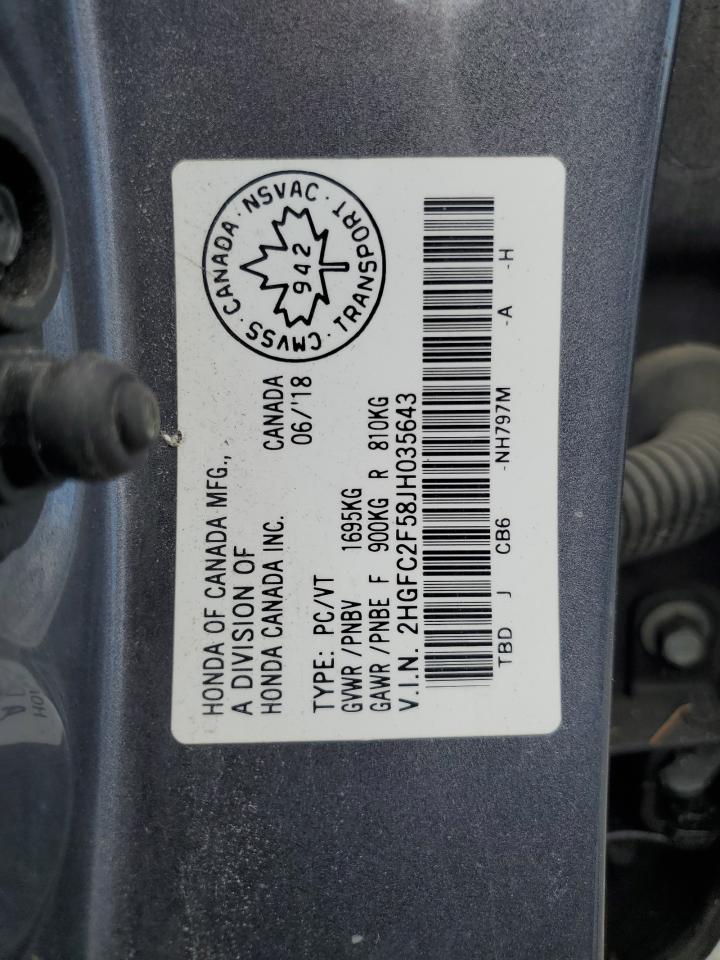 HONDA OF CANADA MFG.,
A DIVISION OF
HONDA CANADA INC. CANADA
06/'18
TYPE: PC/VT
GVWR/PNBV 1695KG
GAWR/PNBE F 900KG R 810KG
V.I.N. 2HGFC2F58JH035643
TBD J CB6 -NH797M -A -H
CMVSS · CANADA · NSVAC · TRANSPORT ·
942